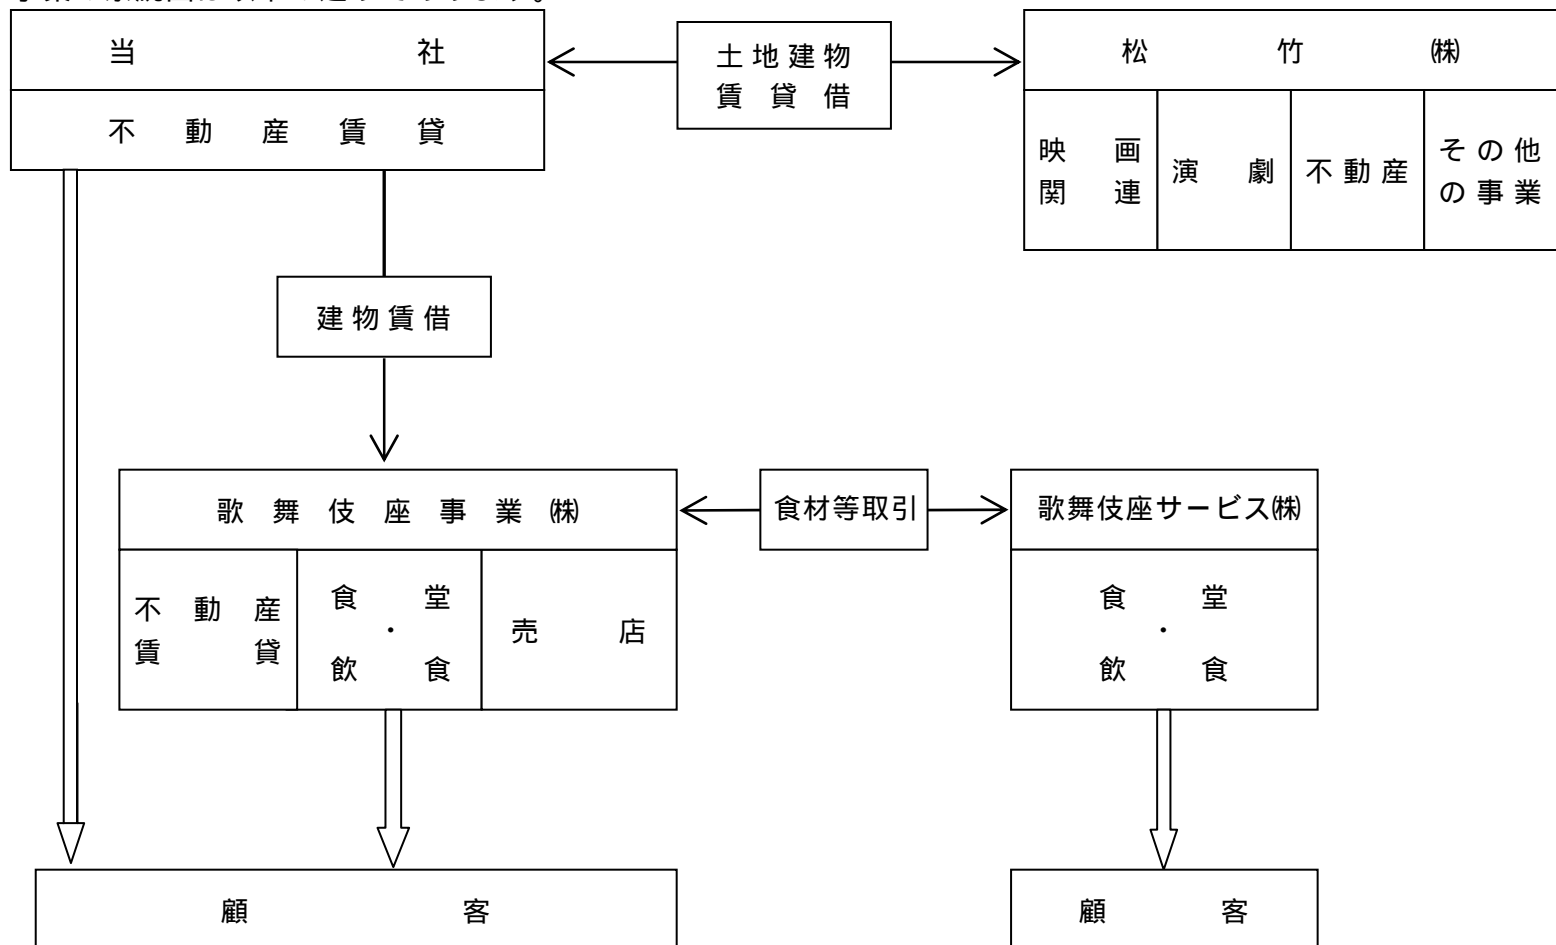 当社
土地建物
賃貸借
松竹㈱
不動産賃貸
映画
関連
演劇
不動産
その他
の事業
建物賃借
歌舞伎座事業㈱
食材等取引
歌舞伎座サービス㈱
不動産
賃貸
食堂
・
飲食
売店
食堂
・
飲食
顧客
顧客